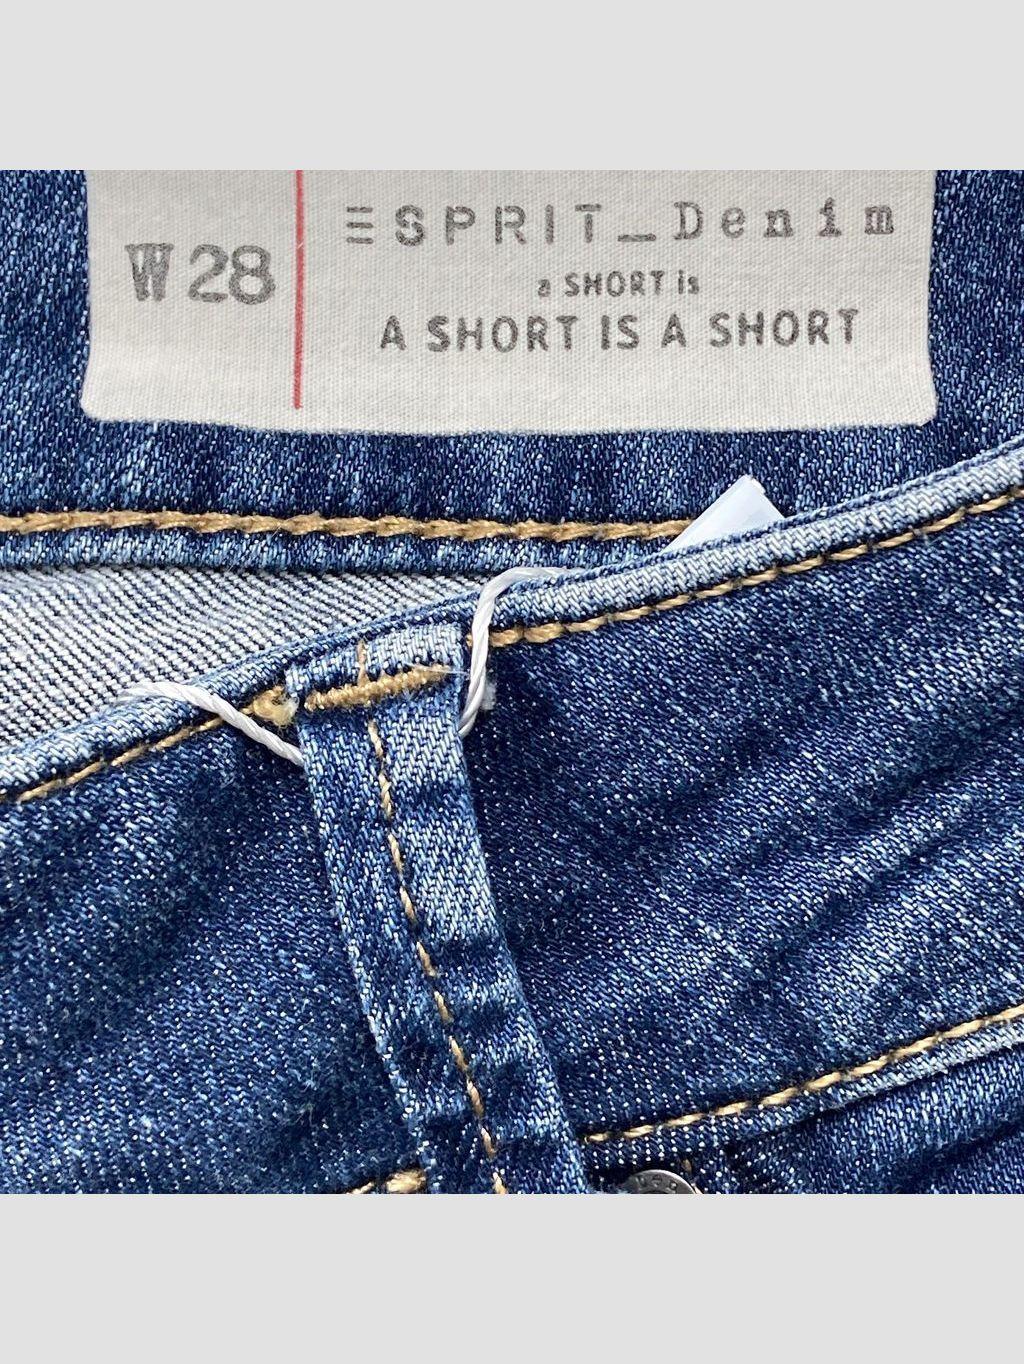 W28
ESPRIT_Denim
a SHORT is
A SHORT IS A SHORT